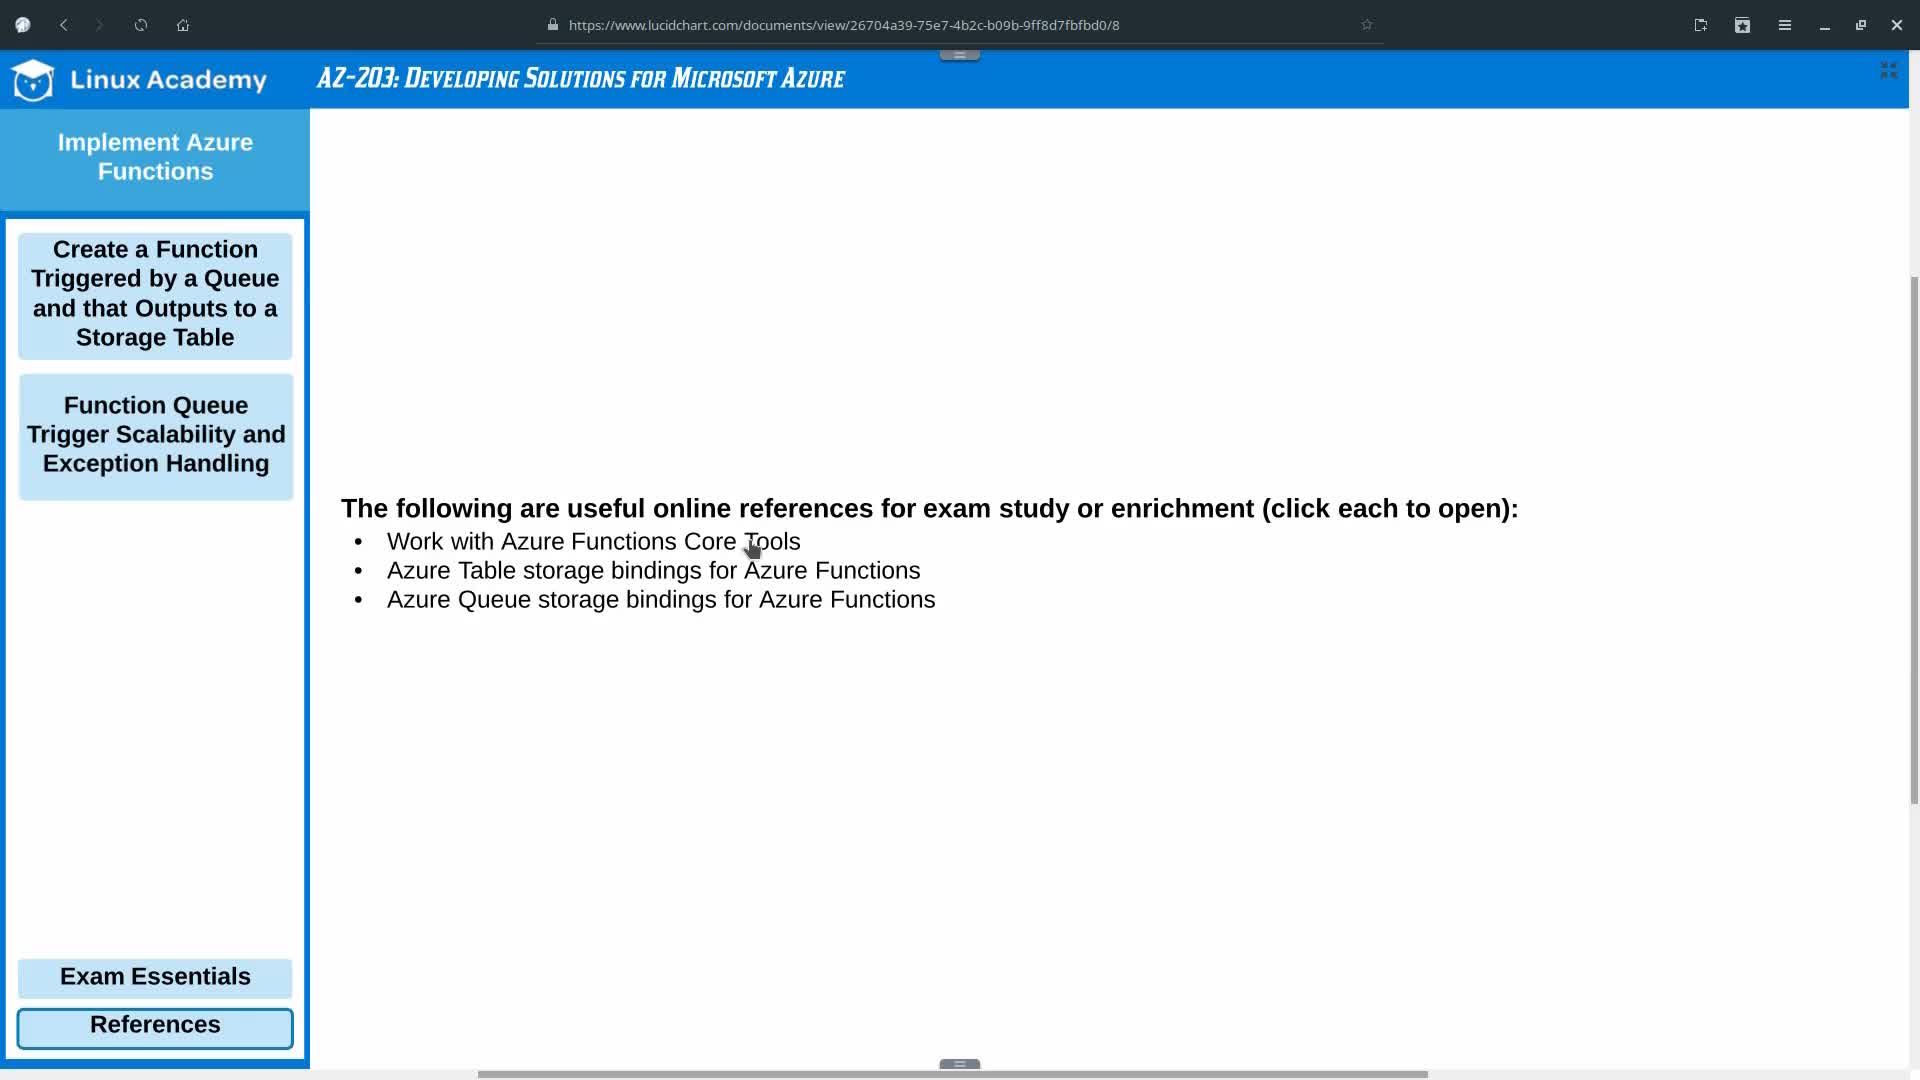 https://www.lucidchart.com/documents/view/26704a39-75e7-4b2c-b09b-9ff8d7fbfbd0/8
Linux Academy
AZ-203: Developing Solutions for Microsoft Azure
Implement Azure
Functions
Create a Function
Triggered by a Queue
and that Outputs to a
Storage Table
Function Queue
Trigger Scalability and
Exception Handling
The following are useful online references for exam study or enrichment (click each to open):
• Work with Azure Functions Core Tools
• Azure Table storage bindings for Azure Functions
• Azure Queue storage bindings for Azure Functions
Exam Essentials
References